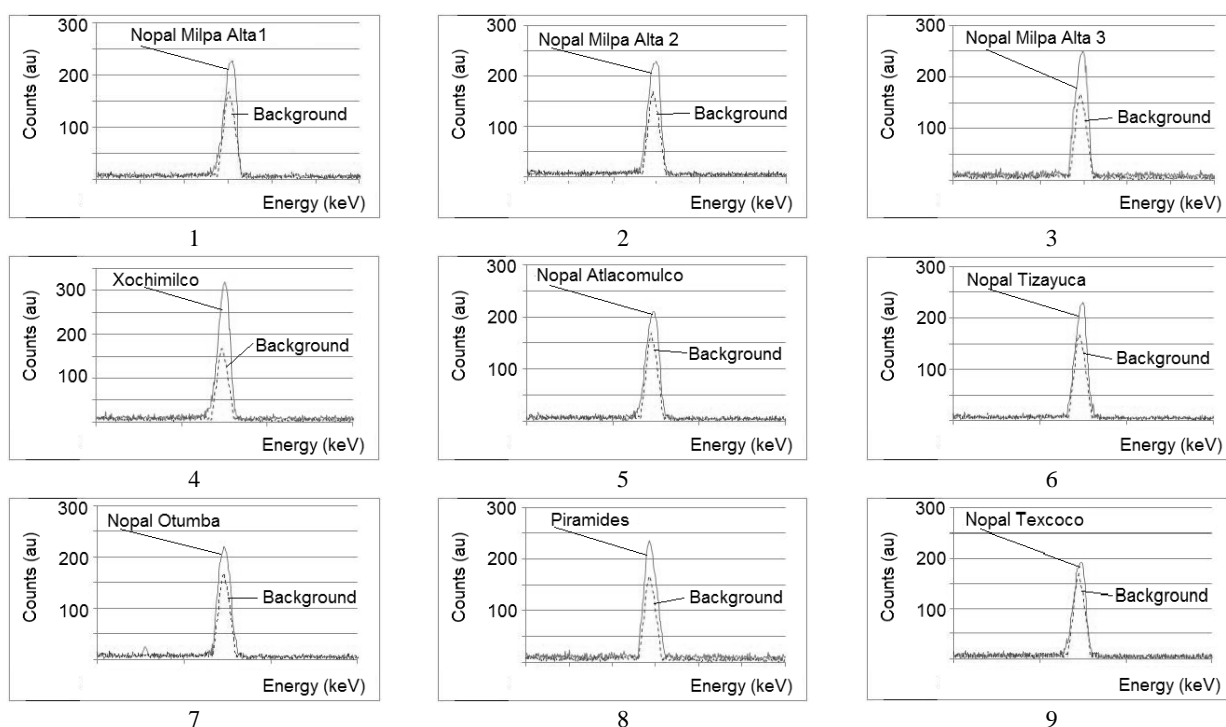 300
Nopal Milpa Alta1
200
Background
100
Counts (au)
Energy (keV)
1
300
Nopal Milpa Alta 2
200
Background
100
Counts (au)
Energy (keV)
2
300
Nopal Milpa Alta 3
200
Background
100
Counts (au)
Energy (keV)
3
Xochimilco
300
200
Background
100
Counts (au)
Energy (keV)
4
300
Nopal Atlacomulco
200
Background
100
Counts (au)
Energy (keV)
5
300
Nopal Tizayuca
200
Background
100
Counts (au)
Energy (keV)
6
300
Nopal Otumba
200
Background
100
Counts (au)
Energy (keV)
7
300
Piramides
200
Background
100
Counts (au)
Energy (keV)
8
300
Nopal Texcoco
200
Background
100
Counts (au)
Energy (keV)
9